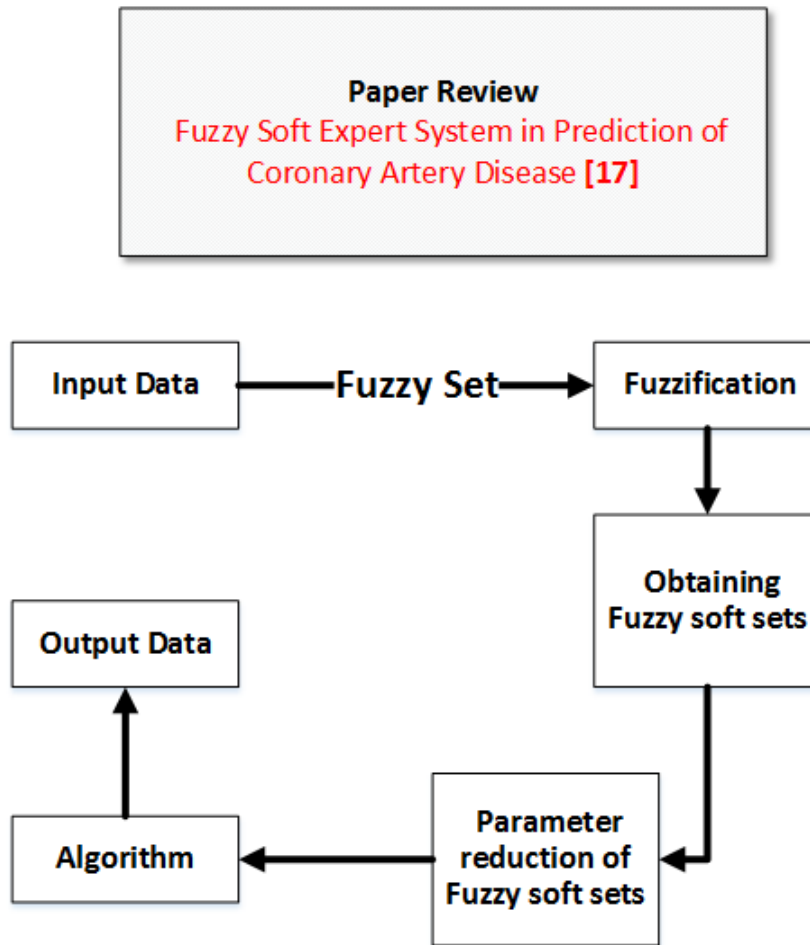 Paper Review
Fuzzy Soft Expert System in Prediction of
Coronary Artery Disease [17]
Input Data
Fuzzy Set
Fuzzification
Obtaining
Fuzzy soft sets
Output Data
Parameter
reduction of
Fuzzy soft sets
Algorithm